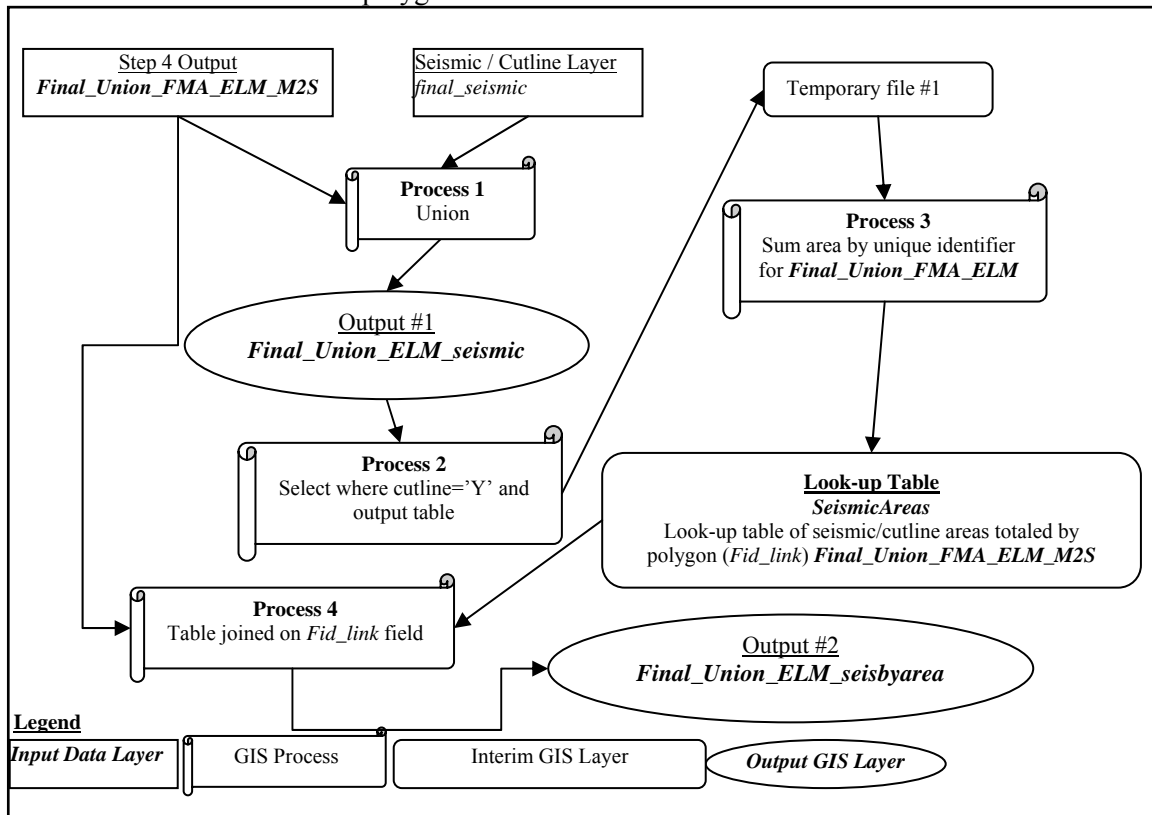 polyg
Step 4 Output
Final_Union_FMA_ELM_M2S
Seismic / Cutline Layer
final_seismic
Temporary file #1
Process 1
Union
Process 3
Sum area by unique identifier
for Final_Union_FMA_ELM
Output #1
Final_Union_ELM_seismic
Process 2
Select where cutline=’Y’ and
output table
Look-up Table
SeismicAreas
Look-up table of seismic/cutline areas totaled by
polygon (Fid_link) Final_Union_FMA_ELM_M2S
Process 4
Table joined on Fid_link field
Output #2
Final_Union_ELM_seisbyarea
Legend
Input Data Layer
GIS Process
Interim GIS Layer
Output GIS Layer